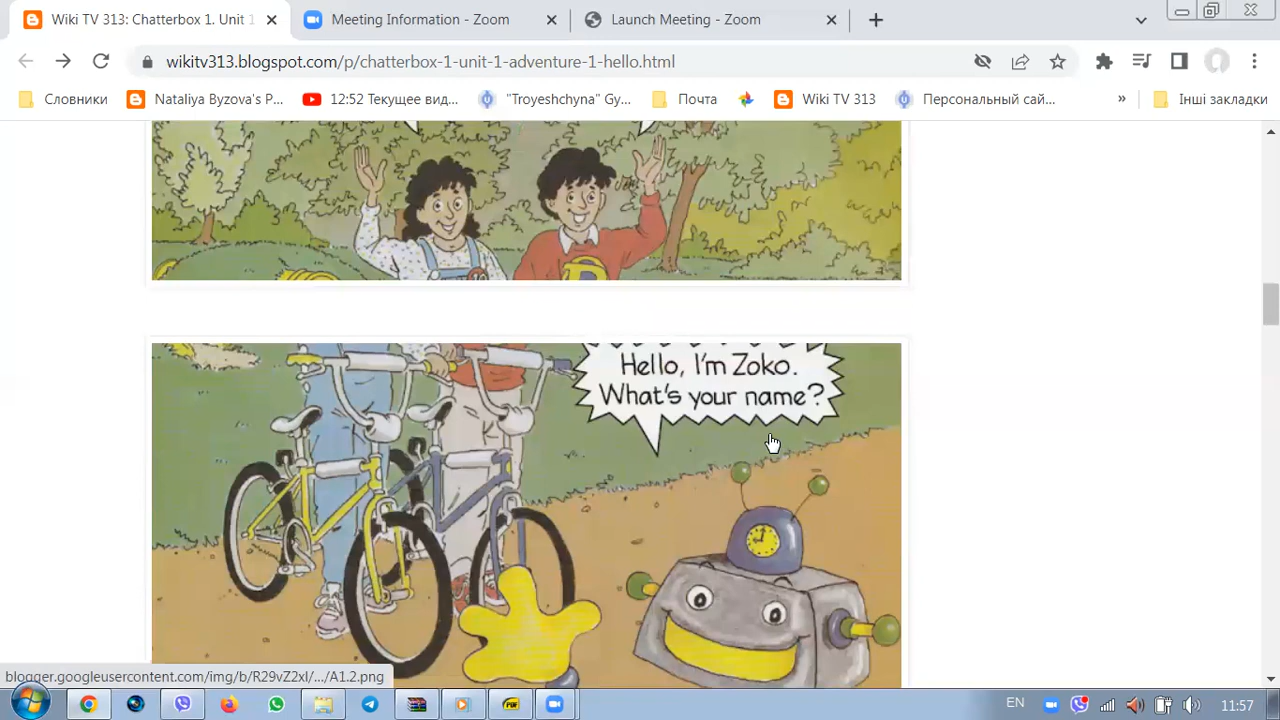 Wiki TV 313: Chatterbox 1. Unit 1
Meeting Information - Zoom
Launch Meeting - Zoom
wikitv313.blogspot.com/p/chatterbox-1-unit-1-adventure-1-hello.html
Словники
Nataliya Byzova's P...
12:52 Текущее вид...
"Troyeshchyna" Gy...
Почта
Wiki TV 313
Персональный сай...
»
Інші закладки
Hello, I'm Zoko.
What's your name?
blogger.googleusercontent.com/img/b/R29vZ2xl/.../A1.2.png
EN
11:57